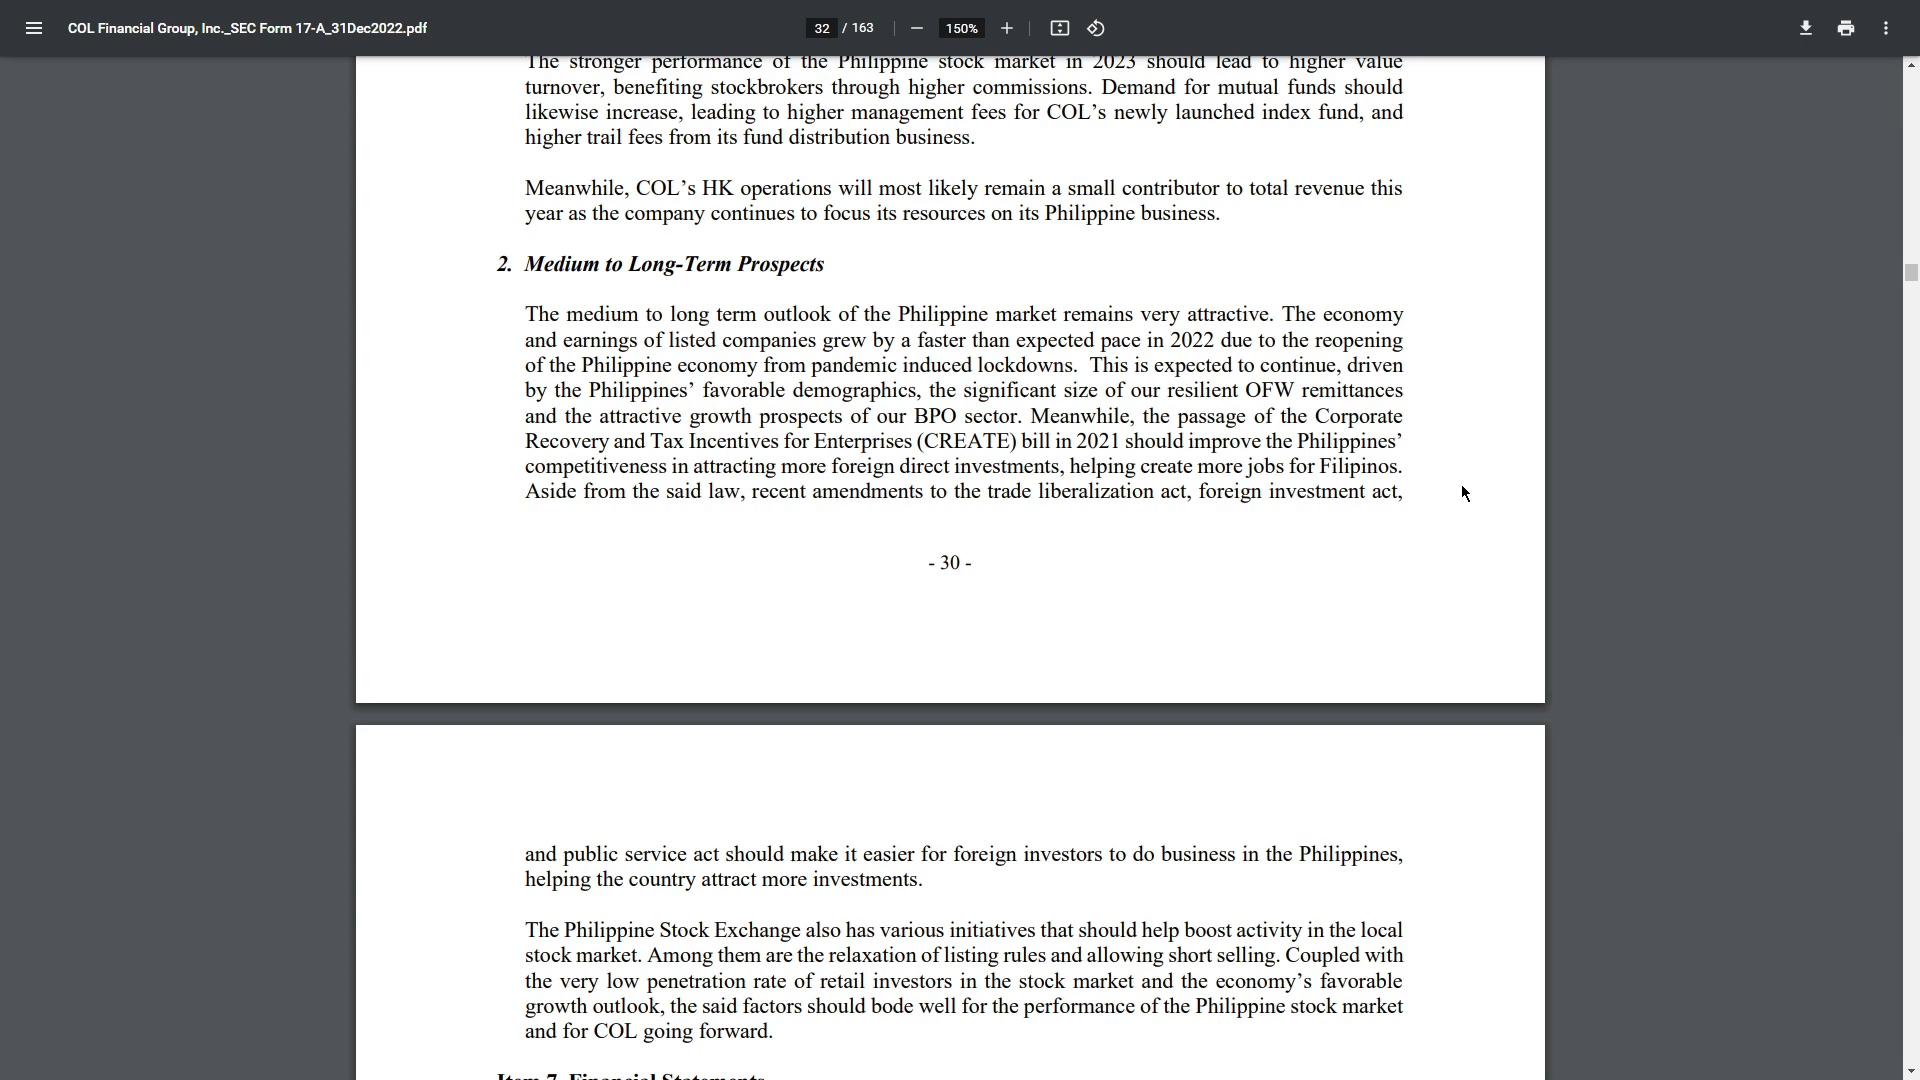 COL Financial Group, Inc._SEC Form 17-A_31Dec2022.pdf
32 / 163
150%
The stronger performance of the Philippine stock market in 2023 should lead to higher value
turnover, benefiting stockbrokers through higher commissions. Demand for mutual funds should
likewise increase, leading to higher management fees for COL’s newly launched index fund, and
higher trail fees from its fund distribution business.
Meanwhile, COL’s HK operations will most likely remain a small contributor to total revenue this
year as the company continues to focus its resources on its Philippine business.
2. Medium to Long-Term Prospects
The medium to long term outlook of the Philippine market remains very attractive. The economy
and earnings of listed companies grew by a faster than expected pace in 2022 due to the reopening
of the Philippine economy from pandemic induced lockdowns. This is expected to continue, driven
by the Philippines’ favorable demographics, the significant size of our resilient OFW remittances
and the attractive growth prospects of our BPO sector. Meanwhile, the passage of the Corporate
Recovery and Tax Incentives for Enterprises (CREATE) bill in 2021 should improve the Philippines’
competitiveness in attracting more foreign direct investments, helping create more jobs for Filipinos.
Aside from the said law, recent amendments to the trade liberalization act, foreign investment act,
- 30 -
and public service act should make it easier for foreign investors to do business in the Philippines,
helping the country attract more investments.
The Philippine Stock Exchange also has various initiatives that should help boost activity in the local
stock market. Among them are the relaxation of listing rules and allowing short selling. Coupled with
the very low penetration rate of retail investors in the stock market and the economy’s favorable
growth outlook, the said factors should bode well for the performance of the Philippine stock market
and for COL going forward.
Item 7. Financial Statements